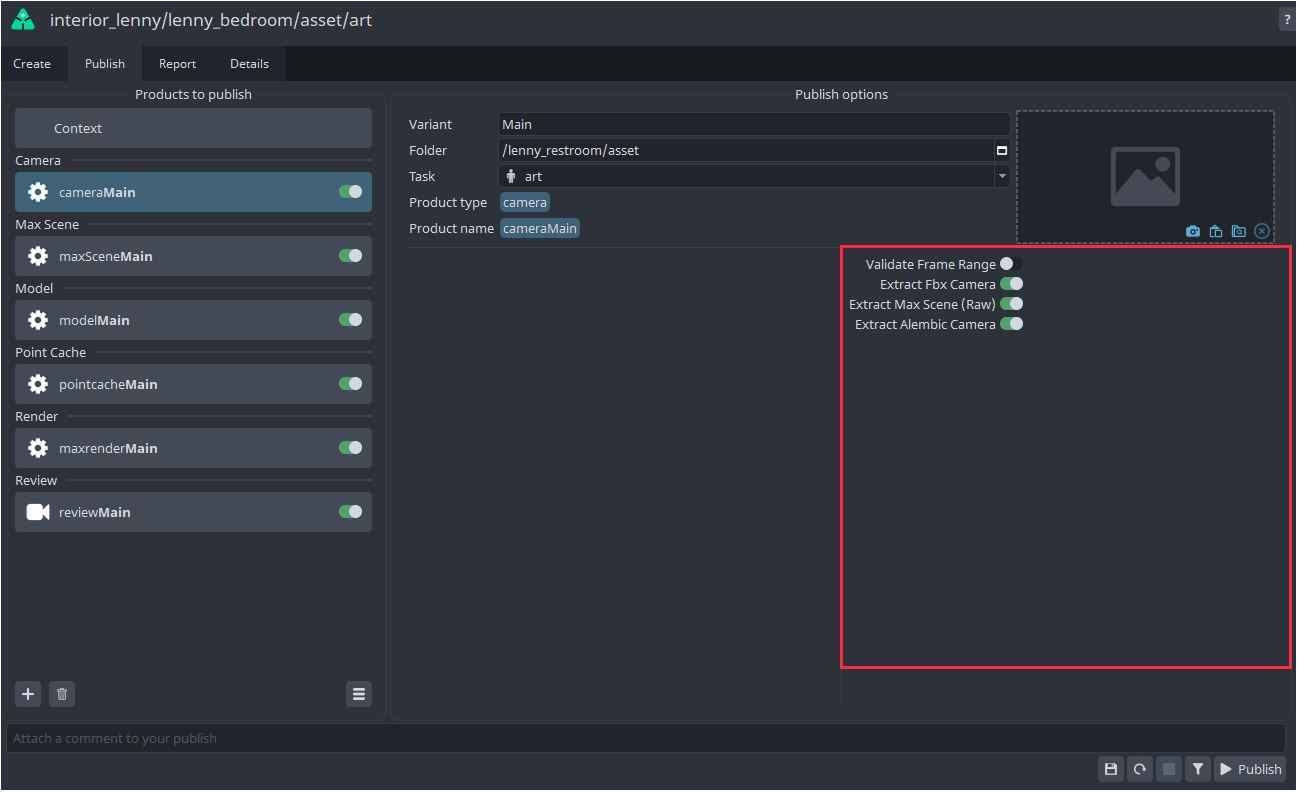 interior_lenny/lenny_bedroom/asset/art
?
Create Publish Report Details
Products to publish
Context
Camera
cameraMain
Max Scene
maxSceneMain
Model
modelMain
Point Cache
pointcacheMain
Render
maxrenderMain
Review
reviewMain
Publish options
Variant Main
Folder /lenny_restroom/asset
Task art
Product type camera
Product name cameraMain
Validate Frame Range
Extract Fbx Camera
Extract Max Scene (Raw)
Extract Alembic Camera
Attach a comment to your publish
Publish